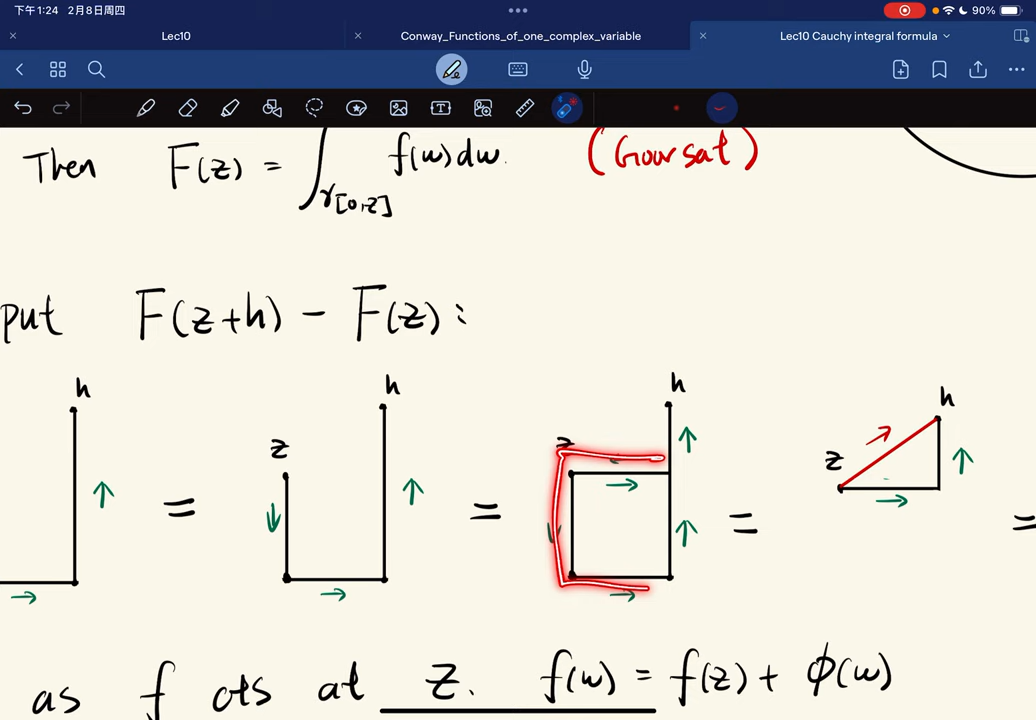 下午1:24 2月8日周四 90%
Lec10 Conway_Functions_of_one_complex_variable Lec10 Cauchy integral formula
Then F(z) = ∫γ[0,z] f(w)dw. (Goursat)
put F(z+h) - F(z) :
h h h h
z z z
= = = =
as f cts at z. f(w) = f(z) + ϕ(w)